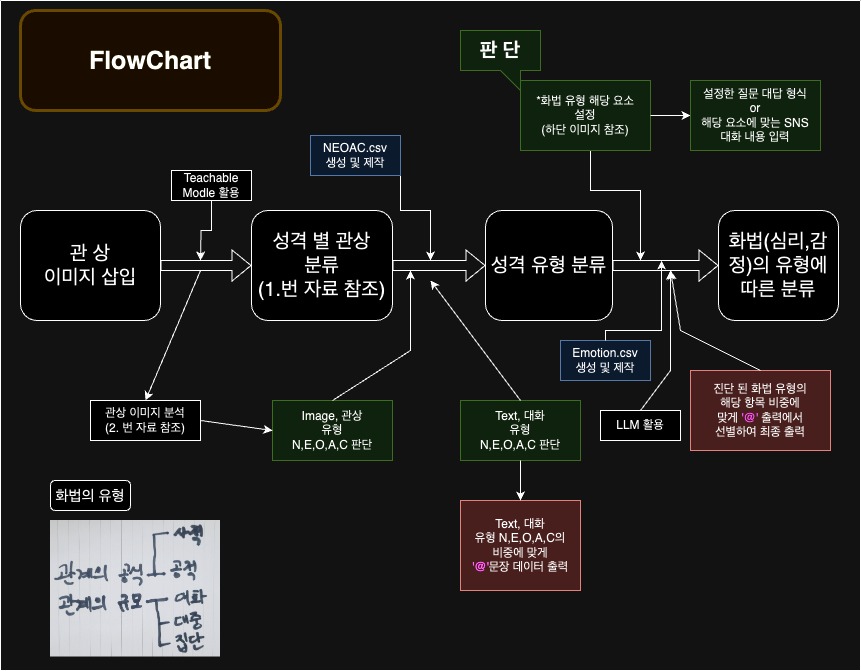 FlowChart
판 단
*화법 유형 해당 요소
설정
(하단 이미지 참조)
설정한 질문 대답 형식
or
해당 요소에 맞는 SNS
대화 내용 입력
NEOAC.csv
생성 및 제작
Teachable
Modle 활용
관 상
이미지 삽입
성격 별 관상
분류
(1.번 자료 참조)
성격 유형 분류
화법(심리,감
정)의 유형에
따른 분류
Emotion.csv
생성 및 제작
진단 된 화법 유형의
해당 항목 비중에
맞게 '@' 출력에서
선별하여 최종 출력
관상 이미지 분석
(2. 번 자료 참조)
Image, 관상
유형
N,E,O,A,C 판단
Text, 대화
유형
N,E,O,A,C 판단
LLM 활용
화법의 유형
Text, 대화
유형 N,E,O,A,C의
비중에 맞게
'@'문장 데이터 출력
사적
관계의 공식 공적
관계의 규모 대화
대중
집단